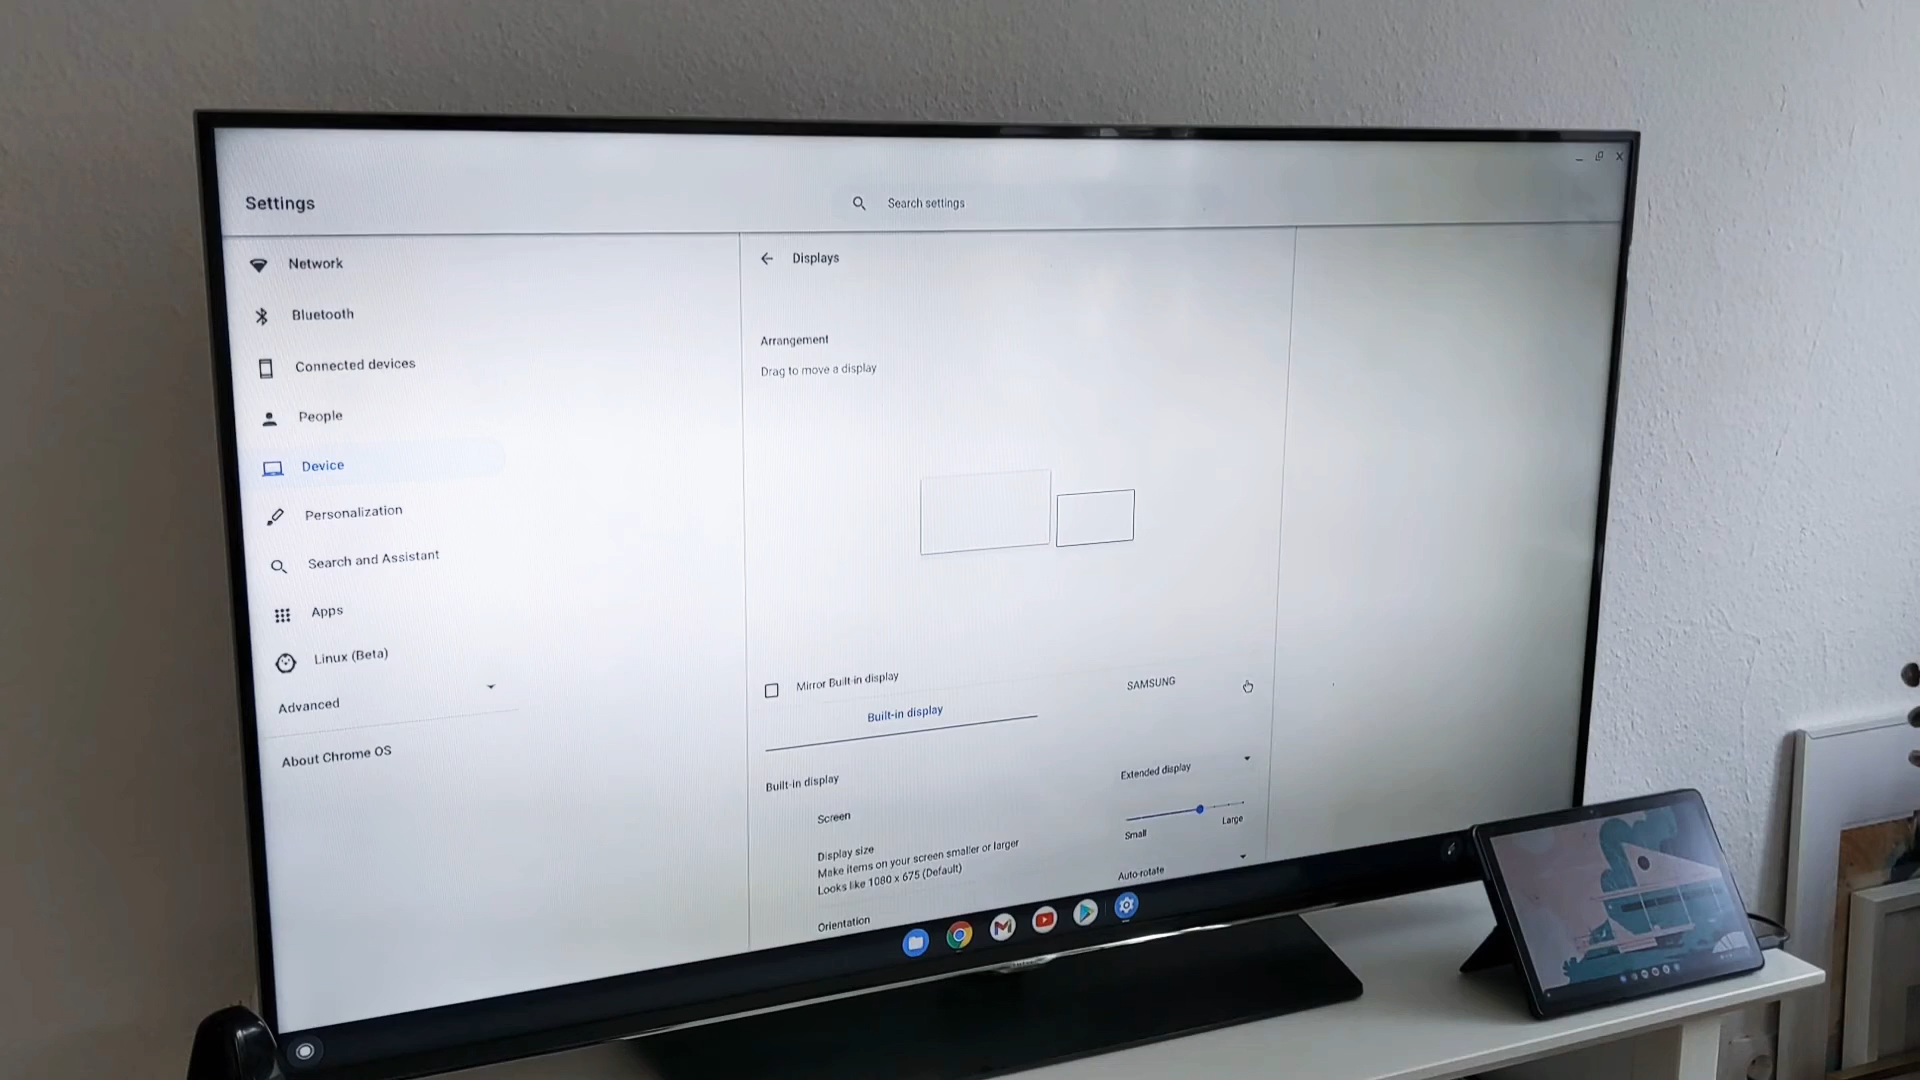 Settings
Search settings
Network
Bluetooth
Connected devices
People
Device
Personalization
Search and Assistant
Apps
Linux (Beta)
Advanced
About Chrome OS
Displays
Arrangement
Drag to move a display
Mirror Built-in display
Built-in display
SAMSUNG
Built-in display
Screen
Extended display
Display size
Make items on your screen smaller or larger
Looks like 1080 x 675 (Default)
Small
Large
Orientation
Auto-rotate